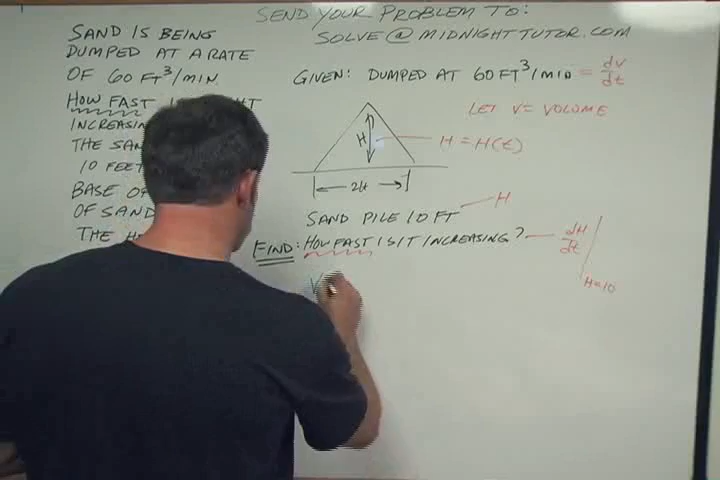 SEND YOUR PROBLEM TO:
SOLVE@MIDNIGHTTUTOR.COM
SAND IS BEING
DUMPED AT A RATE
OF 60 FT³/MIN.
HOW FAST
INCREASIN
THE SAN
10 FEET
BASE OF
OF SAND
THE H
GIVEN: DUMPED AT 60 FT³/MIN = dV/dt
LET V = VOLUME
H
H = H(t)
2H
SAND PILE 10 FT
H
FIND: HOW FAST IS IT INCREASING?
dH/dt | H=10
V